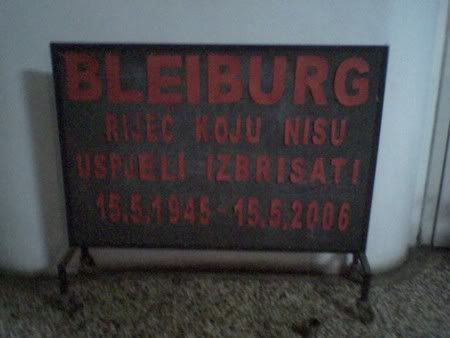 BLEIBURG
RIJEČ KOJU NISU
USPJELI IZBRISATI
15.5.1945-15.5.2006